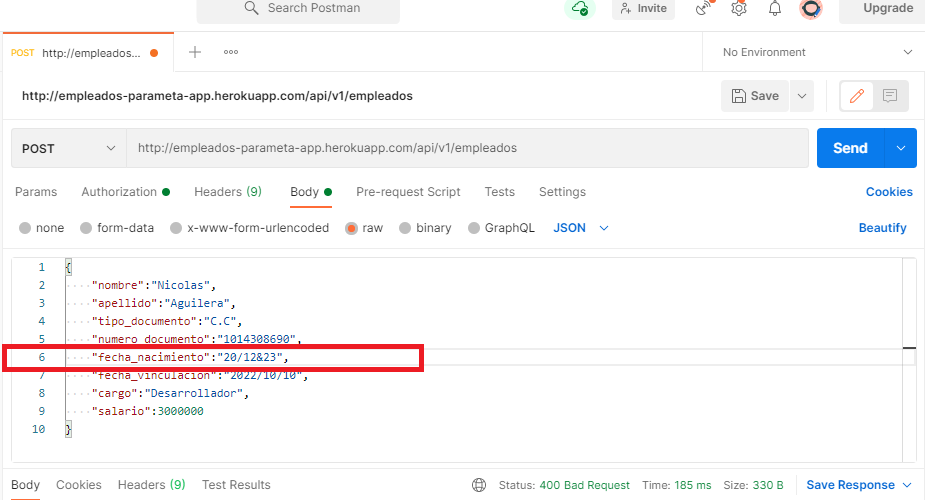 Search Postman
Invite
Upgrade
POST http://empleados...
No Environment
http://empleados-parameta-app.herokuapp.com/api/v1/empleados
Save
POST
http://empleados-parameta-app.herokuapp.com/api/v1/empleados
Send
Params Authorization Headers (9) Body Pre-request Script Tests Settings Cookies
none form-data x-www-form-urlencoded raw binary GraphQL JSON Beautify
1 {
2 "nombre":"Nicolas",
3 "apellido":"Aguilera",
4 "tipo_documento":"C.C",
5 "numero_documento":"1014308690",
6 "fecha_nacimiento":"20/12&23",
7 "fecha_vinculacion":"2022/10/10",
8 "cargo":"Desarrollador",
9 "salario":3000000
10 }
Body Cookies Headers (9) Test Results Status: 400 Bad Request Time: 185 ms Size: 330 B Save Response